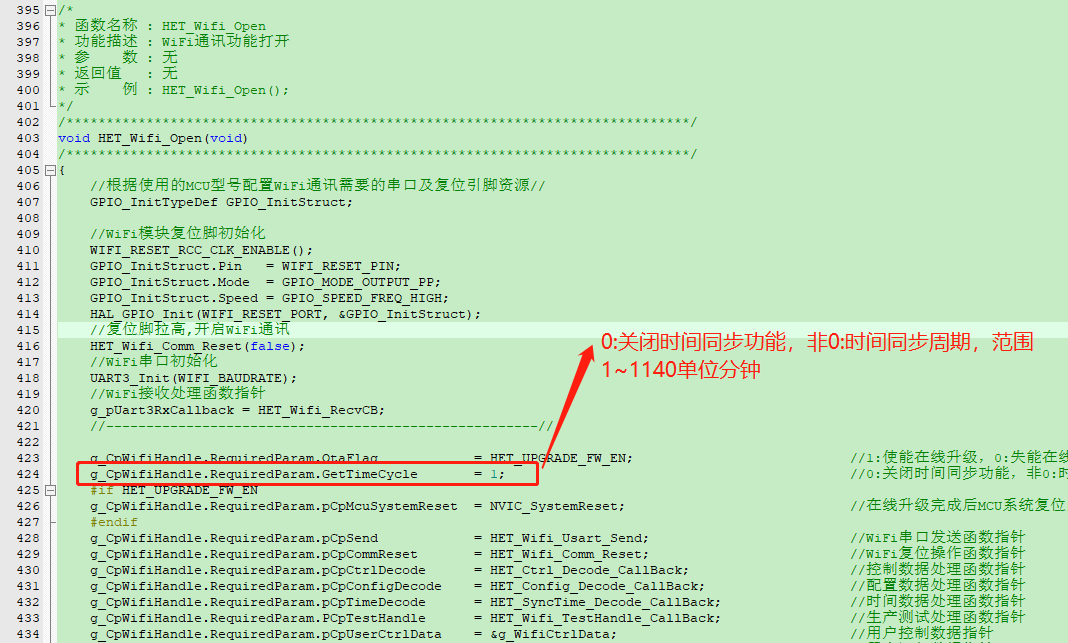 395 /*
396 * 函数名称 : HET_Wifi_Open
397 * 功能描述 : WiFi通讯功能打开
398 * 参    数 : 无
399 * 返回值   : 无
400 * 示    例 : HET_Wifi_Open();
401 */
402 /******************************************************************************/
403 void HET_Wifi_Open(void)
404 /******************************************************************************/
405 {
406 //根据使用的MCU型号配置WiFi通讯需要的串口及复位引脚资源//
407 GPIO_InitTypeDef GPIO_InitStruct;
408
409 //WiFi模块复位脚初始化
410 WIFI_RESET_RCC_CLK_ENABLE();
411 GPIO_InitStruct.Pin   = WIFI_RESET_PIN;
412 GPIO_InitStruct.Mode  = GPIO_MODE_OUTPUT_PP;
413 GPIO_InitStruct.Speed = GPIO_SPEED_FREQ_HIGH;
414 HAL_GPIO_Init(WIFI_RESET_PORT, &GPIO_InitStruct);
415 //复位脚拉高,开启WiFi通讯
416 HET_Wifi_Comm_Reset(false);
0:关闭时间同步功能，非0:时间同步周期，范围
1~1140单位分钟
417 //WiFi串口初始化
418 UART3_Init(WIFI_BAUDRATE);
419 //WiFi接收处理函数指针
420 g_pUart3RxCallback = HET_Wifi_RecvCB;
421 //------------------------------------------------------//
422
423 g_CpWifiHandle.RequiredParam.OtaFlag = HET_UPGRADE_FW_EN; //1:使能在线升级，0:失能在线
424 g_CpWifiHandle.RequiredParam.GetTimeCycle = 1; //0:关闭时间同步功能，非0:时
425 #if HET_UPGRADE_FW_EN
426 g_CpWifiHandle.RequiredParam.pCpMcuSystemReset = NVIC_SystemReset; //在线升级完成后MCU系统复位
427 #endif
428 g_CpWifiHandle.RequiredParam.pCpSend = HET_Wifi_Usart_Send; //WiFi串口发送函数指针
429 g_CpWifiHandle.RequiredParam.pCpCommReset = HET_Wifi_Comm_Reset; //WiFi复位操作函数指针
430 g_CpWifiHandle.RequiredParam.pCpCtrlDecode = HET_Ctrl_Decode_CallBack; //控制数据处理函数指针
431 g_CpWifiHandle.RequiredParam.pCpConfigDecode = HET_Config_Decode_CallBack; //配置数据处理函数指针
432 g_CpWifiHandle.RequiredParam.pCpTimeDecode = HET_SyncTime_Decode_CallBack; //时间数据处理函数指针
433 g_CpWifiHandle.RequiredParam.PCpTestHandle = HET_Wifi_TestHandle_CallBack; //生产测试处理函数指针
434 g_CpWifiHandle.RequiredParam.pCpUserCtrlData = &g_WifiCtrlData; //用户控制数据指针